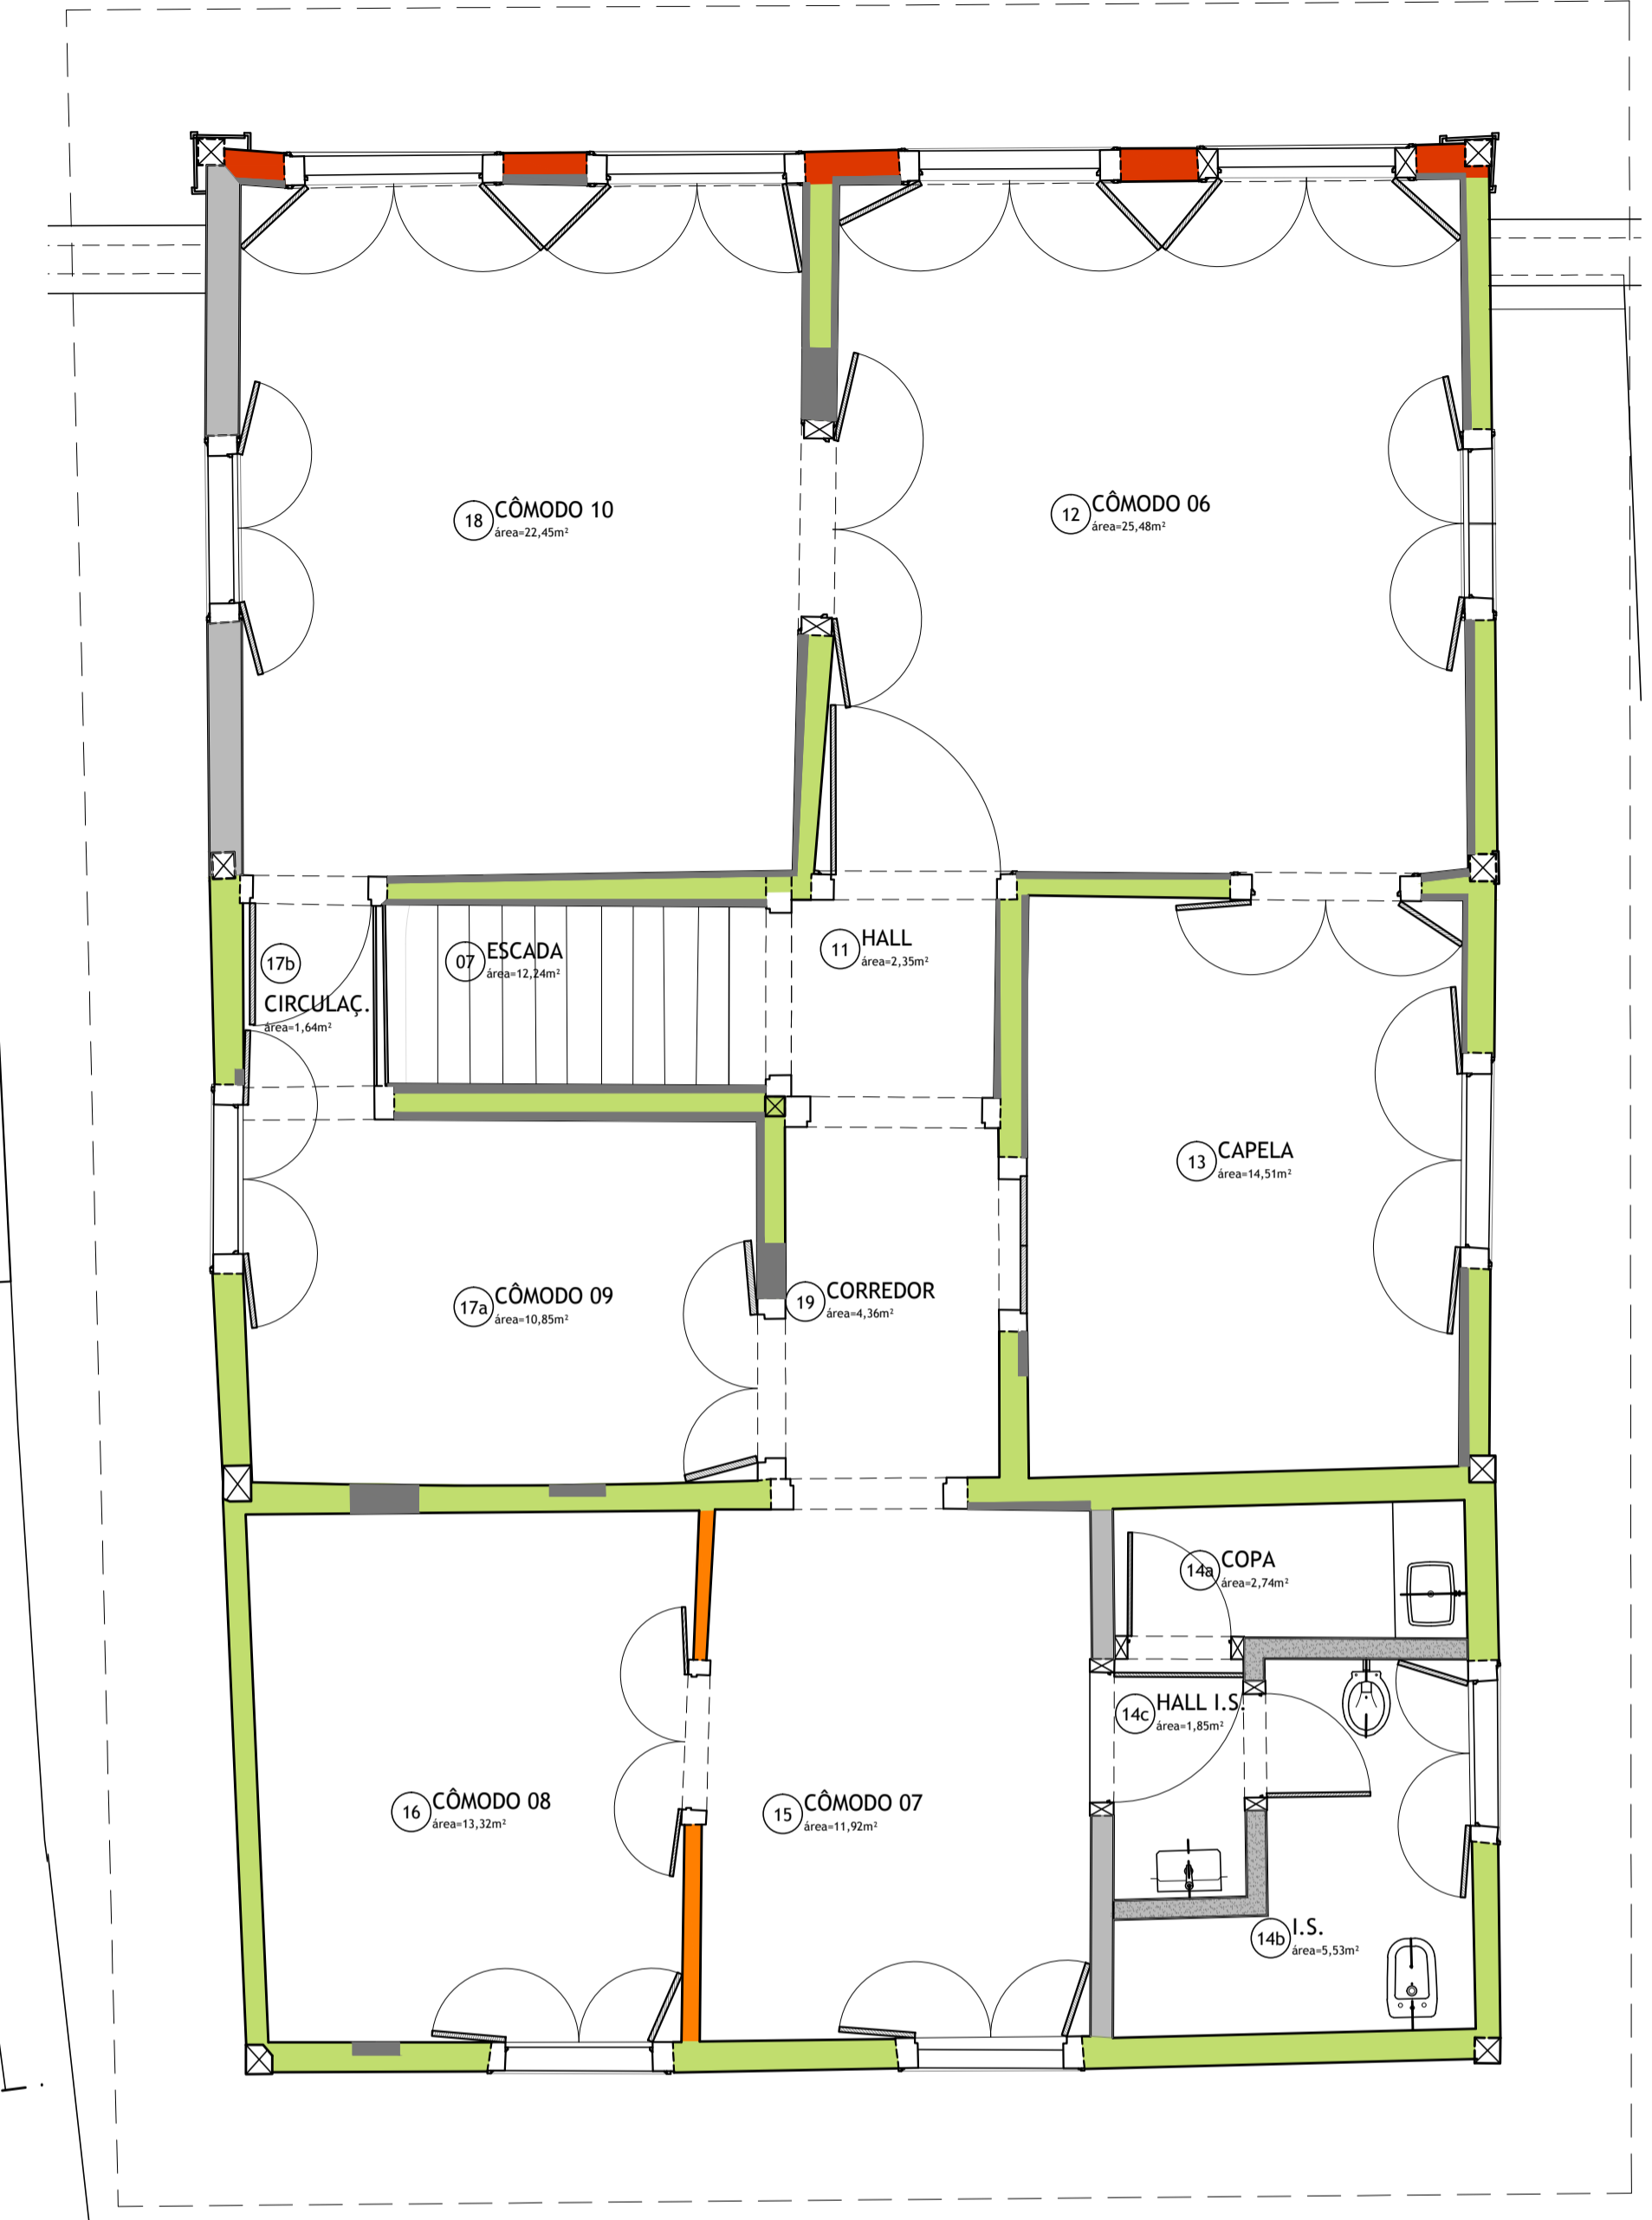 18 CÔMODO 10
área=22,45m²
12 CÔMODO 06
área=25,48m²
17b
CIRCULAÇ.
área=1,64m²
07 ESCADA
área=12,24m²
11 HALL
área=2,35m²
13 CAPELA
área=14,51m²
17a CÔMODO 09
área=10,85m²
19 CORREDOR
área=4,36m²
14a COPA
área=2,74m²
14c HALL I.S.
área=1,85m²
16 CÔMODO 08
área=13,32m²
15 CÔMODO 07
área=11,92m²
14b I.S.
área=5,53m²